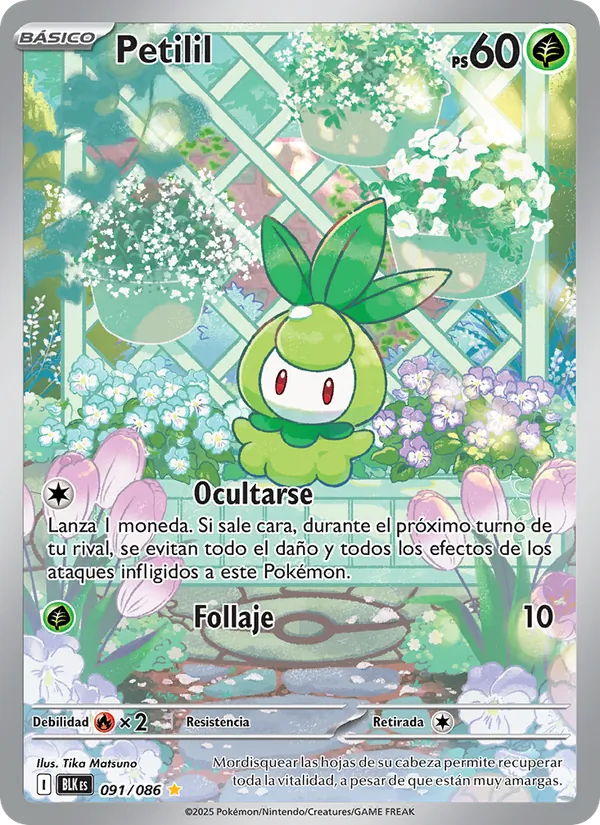 BÁSICO
Petilil
PS60
Ocultarse
Lanza 1 moneda. Si sale cara, durante el próximo turno de
tu rival, se evitan todo el daño y todos los efectos de los
ataques infligidos a este Pokémon.
Follaje 10
Debilidad ×2 Resistencia Retirada
Ilus. Tika Matsuno
Mordisquear las hojas de su cabeza permite recuperar
toda la vitalidad, a pesar de que están muy amargas.
I BLK ES 091/086
©2025 Pokémon/Nintendo/Creatures/GAME FREAK